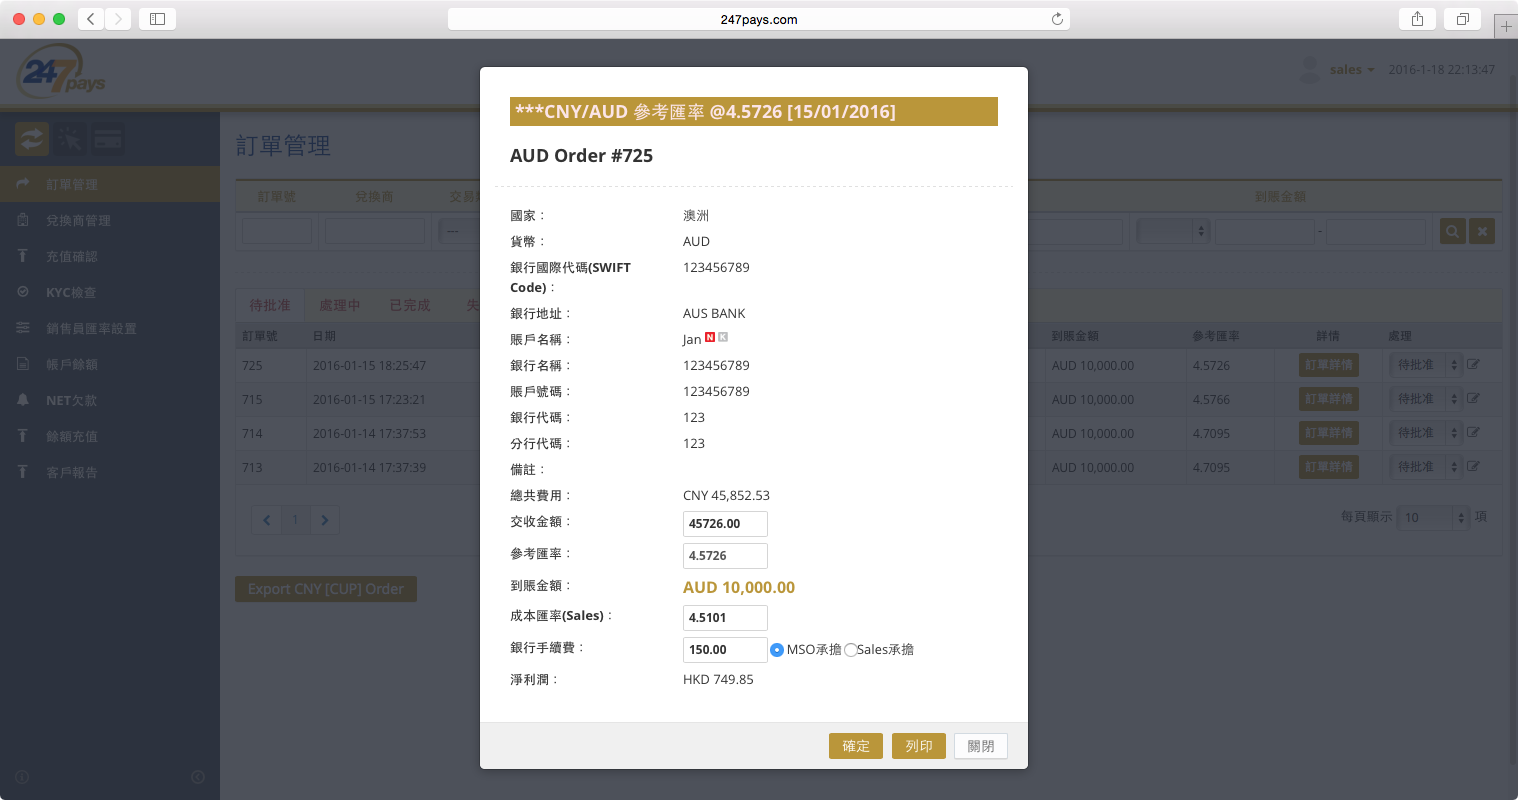 247pays.com
247pays
sales
2016-1-18 22:13:47
***CNY/AUD 參考匯率 @4.5726 [15/01/2016]
AUD Order #725
國家：
澳洲
貨幣：
AUD
銀行國際代碼(SWIFT
Code)：
123456789
銀行地址：
AUS BANK
賬戶名稱：
Jan N K
銀行名稱：
123456789
賬戶號碼：
123456789
銀行代碼：
123
分行代碼：
123
備註：
總共費用：
CNY 45,852.53
交收金額：
45726.00
參考匯率：
4.5726
到賬金額：
AUD 10,000.00
成本匯率(Sales)：
4.5101
銀行手續費：
150.00
MSO承擔
Sales承擔
淨利潤：
HKD 749.85
確定
列印
關閉
訂單管理
兌換商管理
充值確認
KYC檢查
銷售員匯率設置
帳戶餘額
NET欠款
餘額充值
客戶報告
訂單管理
訂單號
兌換商
交易
到賬金額
---
-
待批准
處理中
已完成
失
訂單號
日期
到賬金額
參考匯率
詳情
處理
725
2016-01-15 18:25:47
AUD 10,000.00
4.5726
訂單詳情
待批准
715
2016-01-15 17:23:21
AUD 10,000.00
4.5766
訂單詳情
待批准
714
2016-01-14 17:37:53
AUD 10,000.00
4.7095
訂單詳情
待批准
713
2016-01-14 17:37:39
AUD 10,000.00
4.7095
訂單詳情
待批准
1
每頁顯示
10
項
Export CNY [CUP] Order